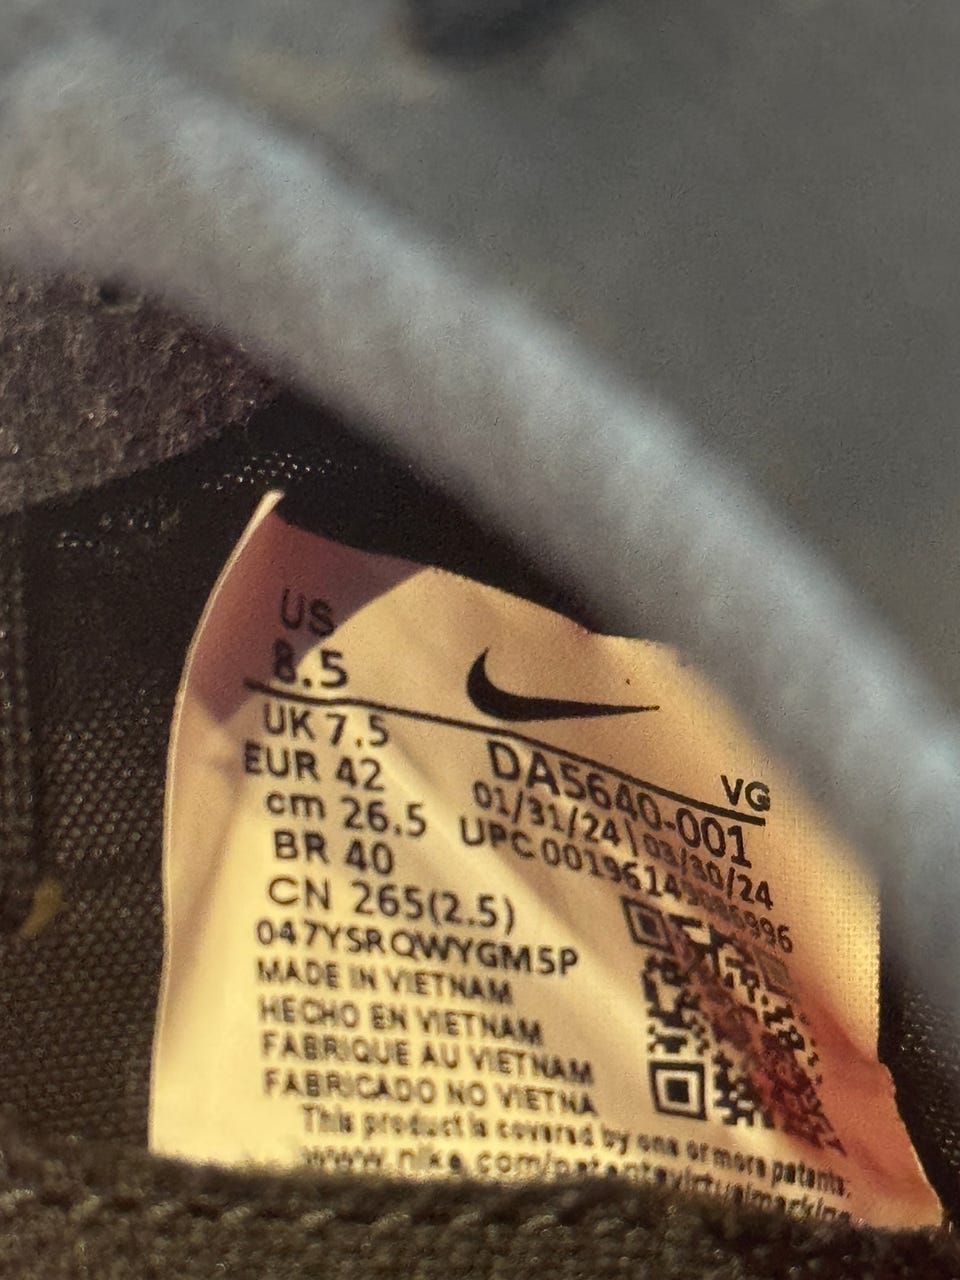 US
8.5
VG
UK 7.5
DA5640-001
EUR 42
01/31/24\03/30/24
cm 26.5
UPC
BR 40
CN 265(2.5)
047YSRQWYGM5P
MADE IN VIETNAM
HECHO EN VIETNAM
FABRIQUE AU VIETNAM
FABRICADO NO VIETNA
This product is covered by one or more patents.